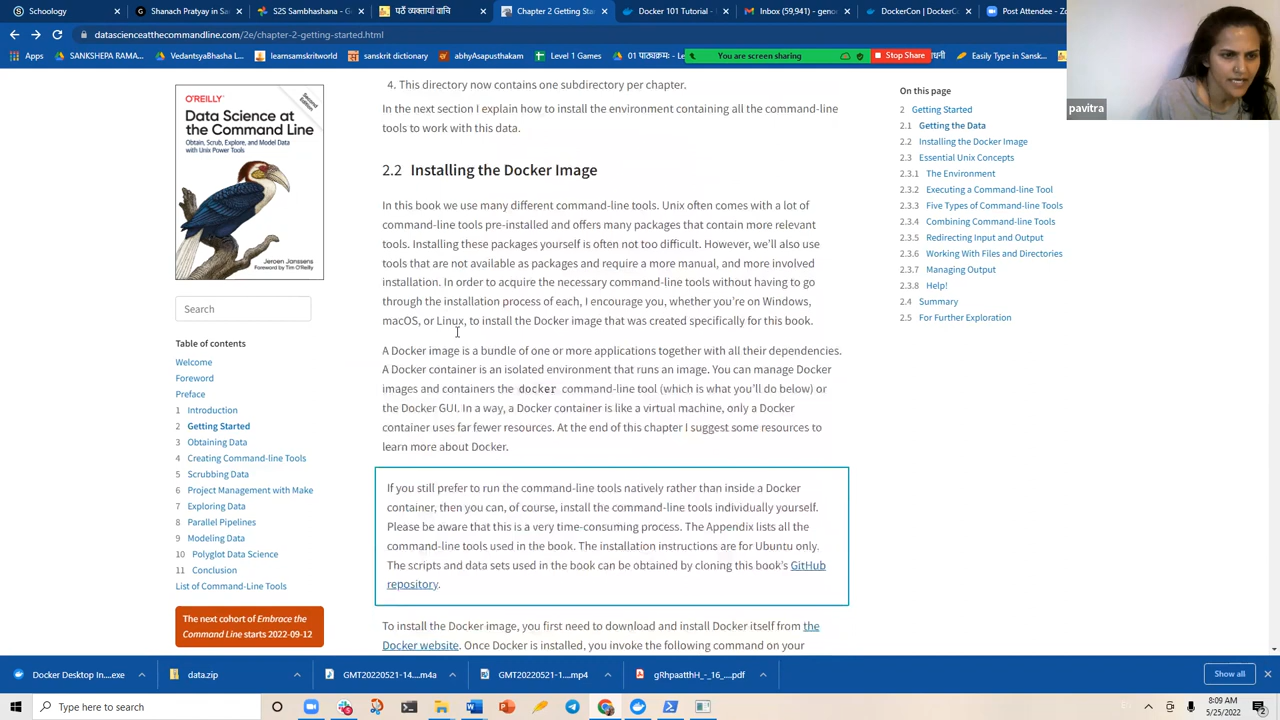 Schoology
Shanara Pratyay in Sansk
S2S Sambhashana - G
पठेँ व्यक्तायां वाचि
Chapter 2 Getting Start
Docker 101 Tutorial -
Inbox (59,941) -
DockerCon | DockerC
Post Attendee - Zo
datascienceatthecommandline.com/2e/chapter-2-getting-started.html
Apps
SANKSHEPA RAMA...
VedantsyaBhasha L
learnsamskritworld
octordle
abhyAsapusthakam
Level 1 Games
01 पाठ्यक्रमः -
You are screen sharing
Stop Share
Easily Type in Sansk...
pavitra
4. This directory now contains one subdirectory per chapter.
In the next section I explain how to install the environment containing all the command-line
tools to work with this data.
2.2 Installing the Docker Image
In this book we use many different command-line tools. Unix often comes with a lot of
command-line tools pre-installed and offers many packages that contain more relevant
tools. Installing these packages yourself is often not too difficult. However, we'll also use
tools that are not available as packages and require a more manual, and more involved
installation. In order to acquire the necessary command-line tools without having to go
through the installation process of each, I encourage you, whether you're on Windows,
macOS, or Linux, to install the Docker image that was created specifically for this book.
A Docker image is a bundle of one or more applications together with all their dependencies.
A Docker container is an isolated environment that runs an image. You can manage Docker
images and containers the docker command-line tool (which is what you'll do below) or
the Docker GUI. In a way, a Docker container is like a virtual machine, only a Docker
container uses far fewer resources. At the end of this chapter I suggest some resources to
learn more about Docker.
If you still prefer to run the command-line tools natively rather than inside a Docker
container, then you can, of course, install the command-line tools individually yourself.
Please be aware that this is a very time-consuming process. The Appendix lists all the
command-line tools used in the book. The installation instructions are for Ubuntu only.
The scripts and data sets used in the book can be obtained by cloning this book's GitHub
repository.
To install the Docker image, you first need to download and install Docker itself from the
Docker website. Once Docker is installed, you invoke the following command on your
O'REILLY
Second Edition
Data Science at
the Command Line
Obtain, Scrub, Explore, and Model Data
with Unix Power Tools
Jeroen Janssens
Foreword by Tim O'Reilly
Search
Table of contents
Welcome
Foreword
Preface
1 Introduction
2 Getting Started
3 Obtaining Data
4 Creating Command-line Tools
5 Scrubbing Data
6 Project Management with Make
7 Exploring Data
8 Parallel Pipelines
9 Modeling Data
10 Polyglot Data Science
11 Conclusion
List of Command-Line Tools
The next cohort of Embrace the
Command Line starts 2022-09-12
On this page
2 Getting Started
2.1 Getting the Data
2.2 Installing the Docker Image
2.3 Essential Unix Concepts
2.3.1 The Environment
2.3.2 Executing a Command-line Tool
2.3.3 Five Types of Command-line Tools
2.3.4 Combining Command-line Tools
2.3.5 Redirecting Input and Output
2.3.6 Working With Files and Directories
2.3.7 Managing Output
2.3.8 Help!
2.4 Summary
2.5 For Further Exploration
Docker Desktop In....exe
data.zip
GMT20220521-14....m4a
GMT20220521-1....mp4
gRhpaatthH_-_16_....pdf
Show all
Type here to search
8:09 AM
5/25/2022
2